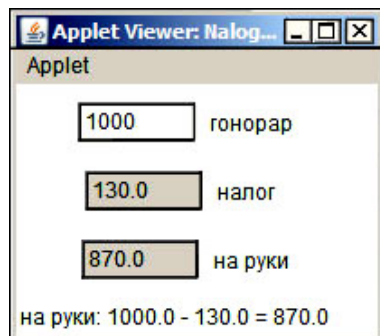 Applet Viewer: Nalog...
Applet
1000 гонорар
130.0 налог
870.0 на руки
на руки: 1000.0 - 130.0 = 870.0